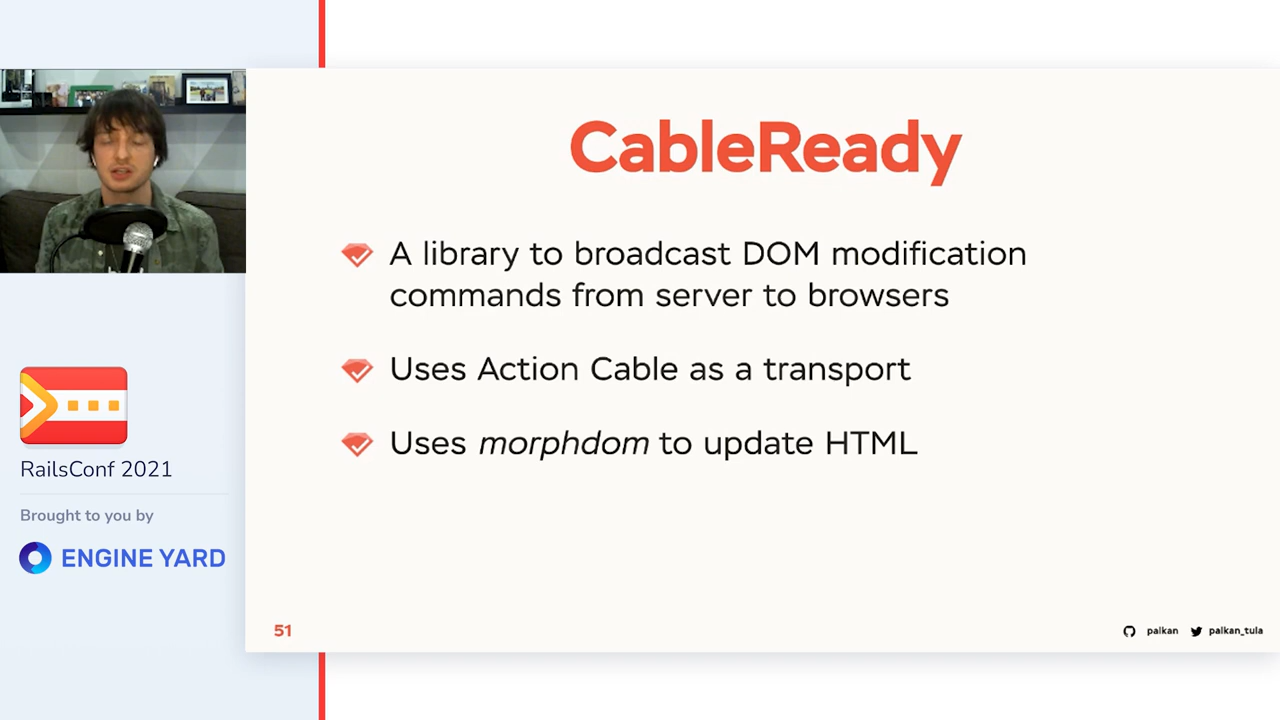 CableReady
A library to broadcast DOM modification
commands from server to browsers
Uses Action Cable as a transport
Uses morphdom to update HTML
RailsConf 2021
Brought to you by
ENGINE YARD
51
palkan
palkan_tula